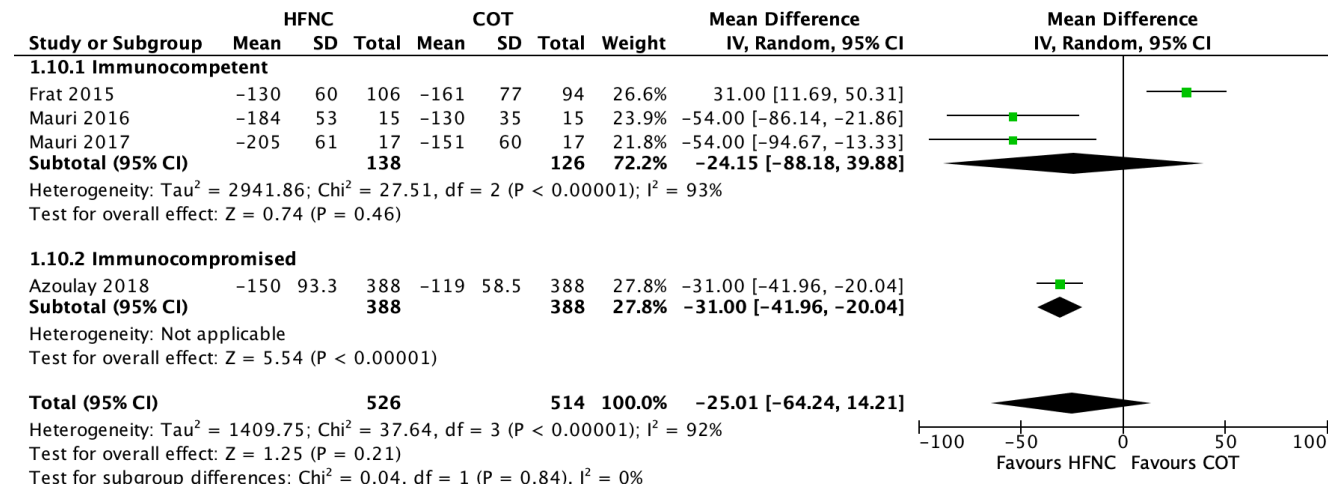 HFNC COT Mean Difference Mean Difference
Study or Subgroup Mean SD Total Mean SD Total Weight IV, Random, 95% CI IV, Random, 95% CI
1.10.1 Immunocompetent
Frat 2015 −130 60 106 −161 77 94 26.6% 31.00 [11.69, 50.31]
Mauri 2016 −184 53 15 −130 35 15 23.9% −54.00 [−86.14, −21.86]
Mauri 2017 −205 61 17 −151 60 17 21.8% −54.00 [−94.67, −13.33]
Subtotal (95% CI) 138 126 72.2% −24.15 [−88.18, 39.88]
Heterogeneity: Tau² = 2941.86; Chi² = 27.51, df = 2 (P < 0.00001); I² = 93%
Test for overall effect: Z = 0.74 (P = 0.46)
1.10.2 Immunocompromised
Azoulay 2018 −150 93.3 388 −119 58.5 388 27.8% −31.00 [−41.96, −20.04]
Subtotal (95% CI) 388 388 27.8% −31.00 [−41.96, −20.04]
Heterogeneity: Not applicable
Test for overall effect: Z = 5.54 (P < 0.00001)
Total (95% CI) 526 514 100.0% −25.01 [−64.24, 14.21]
Heterogeneity: Tau² = 1409.75; Chi² = 37.64, df = 3 (P < 0.00001); I² = 92%
Test for overall effect: Z = 1.25 (P = 0.21)
Test for subgroup differences: Chi² = 0.04, df = 1 (P = 0.84), I² = 0%
−100 −50 0 50 100
Favours HFNC Favours COT